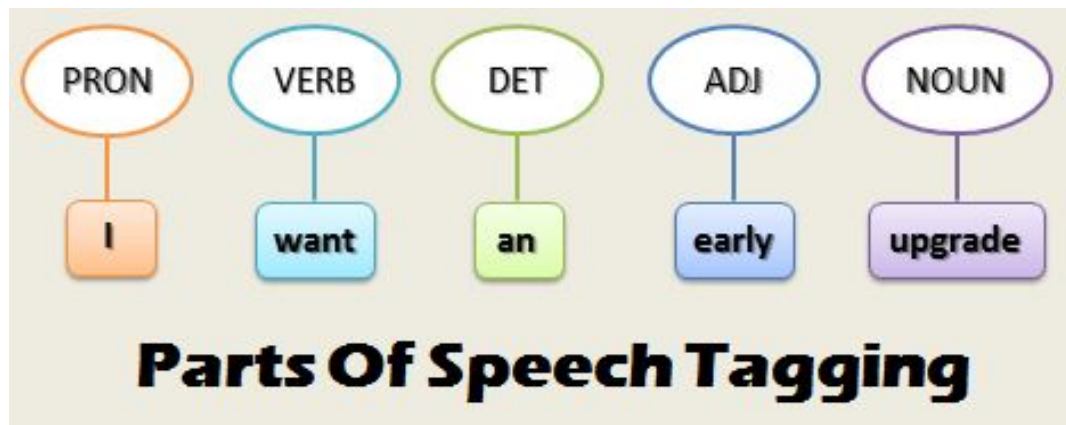 PRON VERB DET ADJ NOUN
I want an early upgrade
Parts Of Speech Tagging